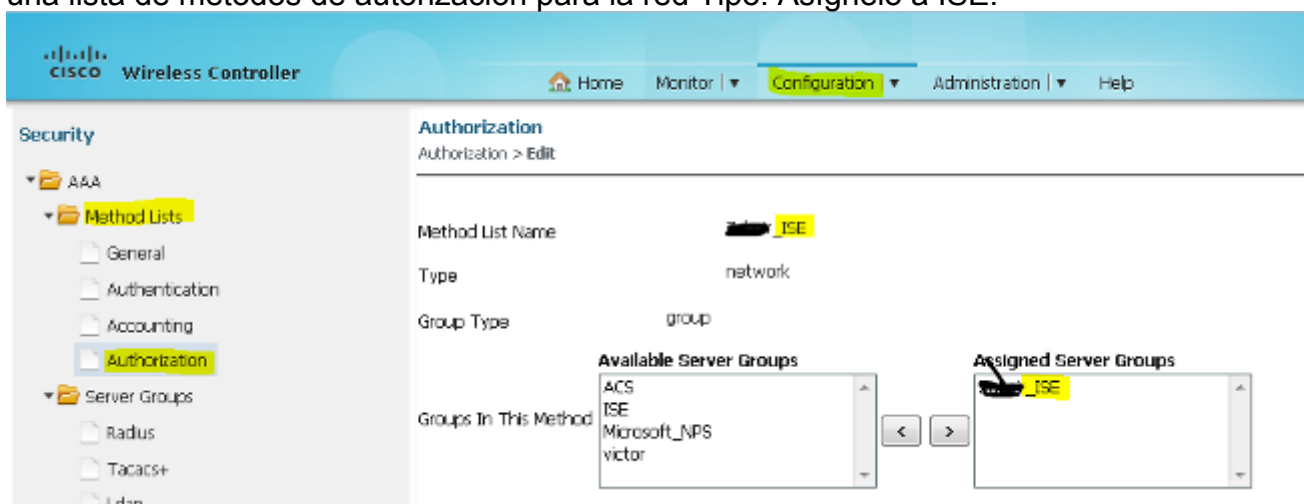 una lista de métodos de autorización para la red Tipo. Asígnelo a ISE.
CISCO Wireless Controller
Home Monitor Configuration Administration Help
Security
AAA
Method Lists
General
Authentication
Accounting
Authorization
Server Groups
Radius
Tacacs+
Ldap
Authorization
Authorization > Edit
Method List Name _ISE
Type network
Group Type group
Available Server Groups Assigned Server Groups
Groups In This Method
ACS
ISE
Microsoft_NPS
victor
< >
_ISE